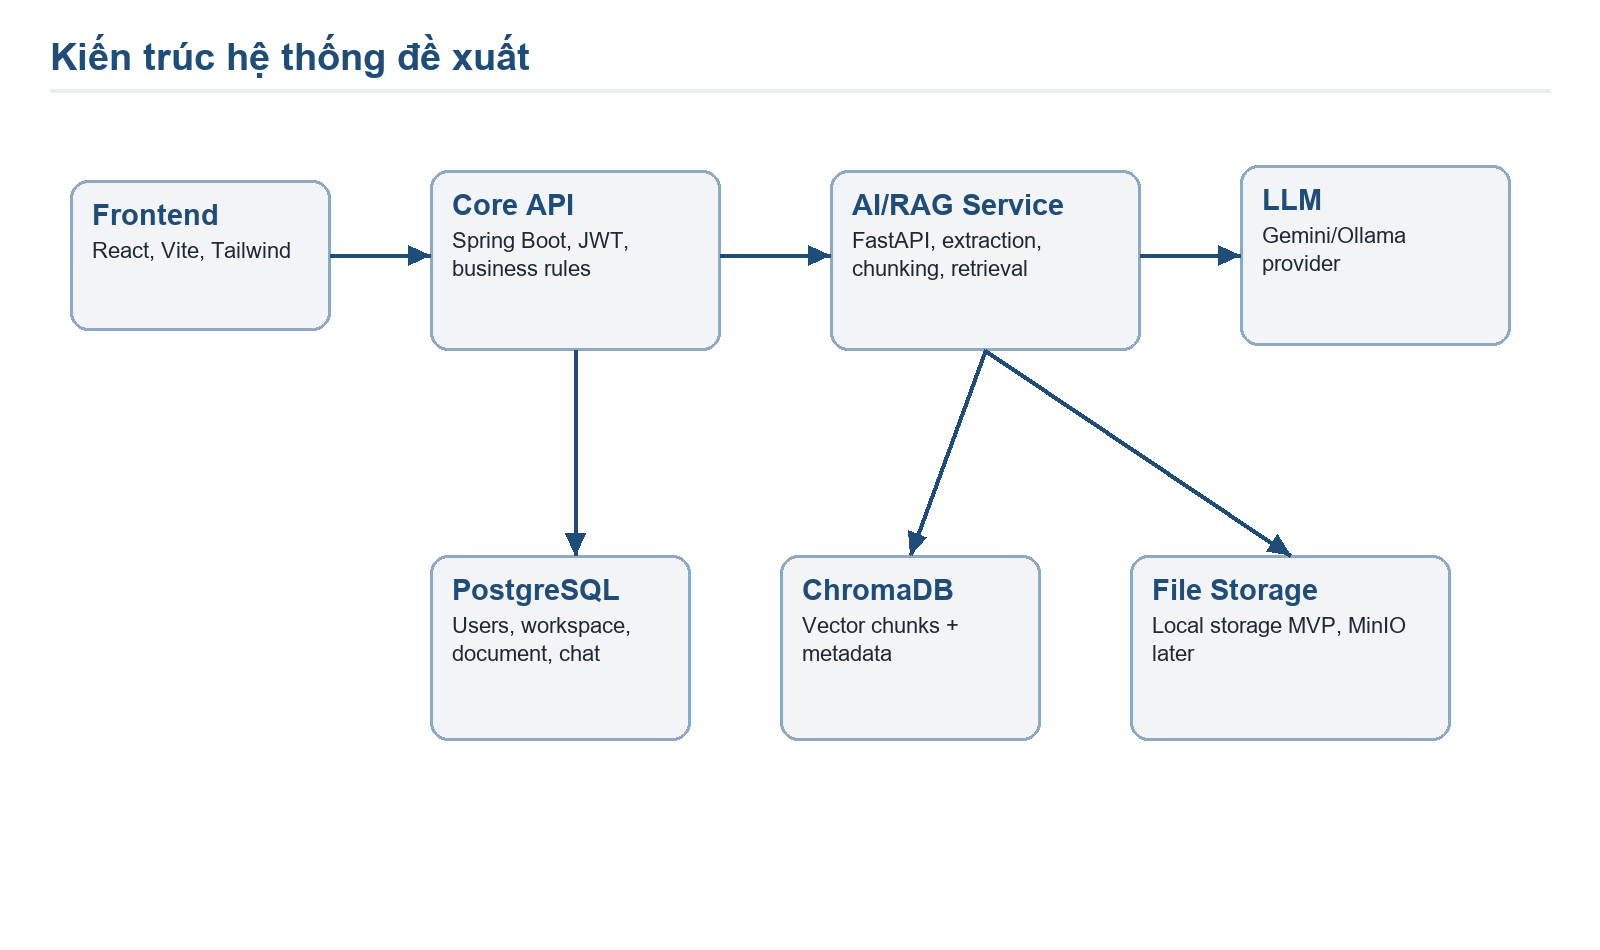 Kiến trúc hệ thống đề xuất
Frontend
React, Vite, Tailwind
Core API
Spring Boot, JWT,
business rules
AI/RAG Service
FastAPI, extraction,
chunking, retrieval
LLM
Gemini/Ollama
provider
PostgreSQL
Users, workspace,
document, chat
ChromaDB
Vector chunks +
metadata
File Storage
Local storage MVP, MinIO
later